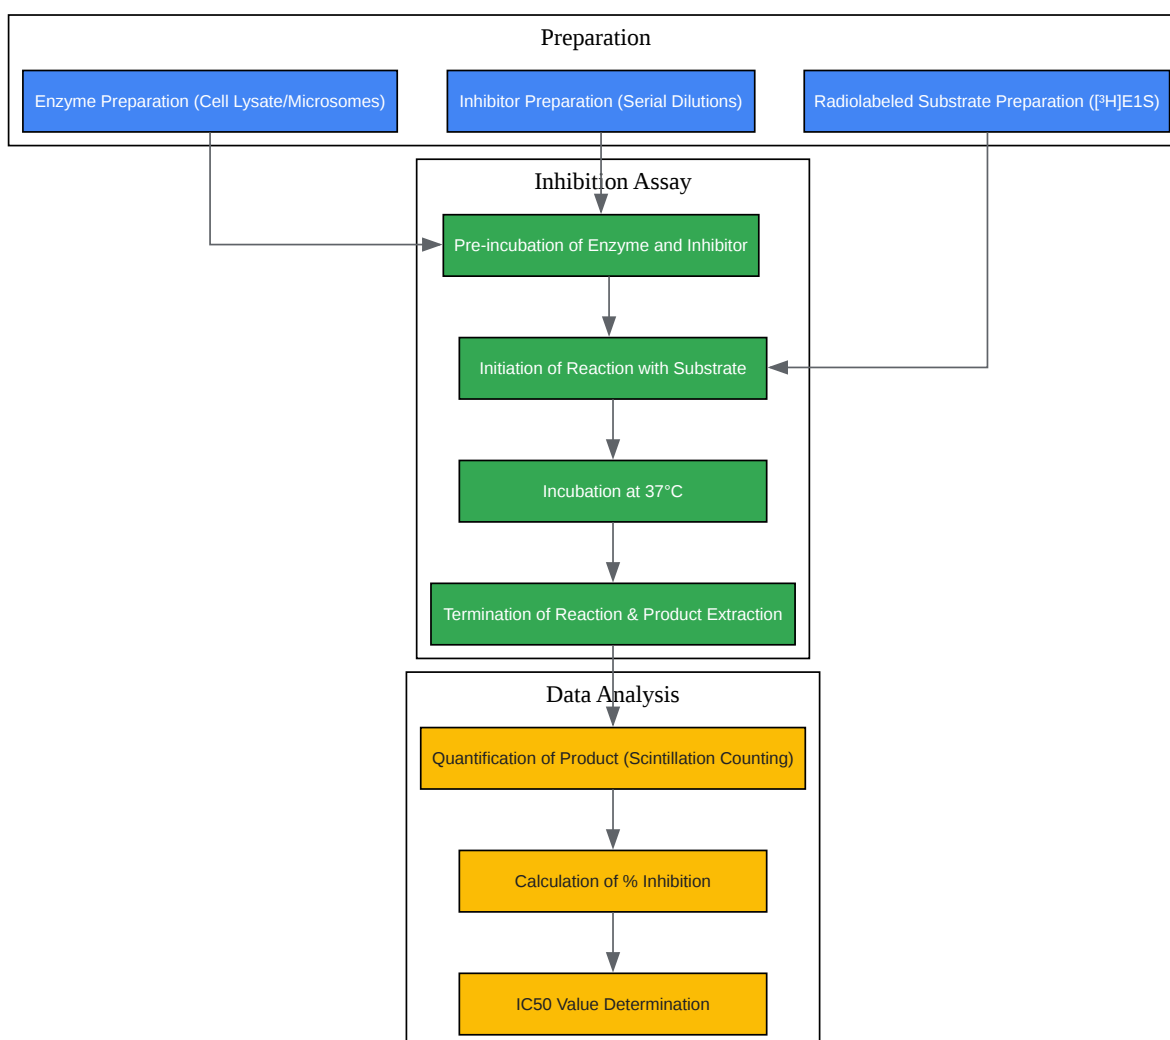 Preparation
Enzyme Preparation (Cell Lysate/Microsomes)
Inhibitor Preparation (Serial Dilutions)
Radiolabeled Substrate Preparation ([³H]E1S)
Inhibition Assay
Pre-incubation of Enzyme and Inhibitor
Initiation of Reaction with Substrate
Incubation at 37°C
Termination of Reaction & Product Extraction
Data Analysis
Quantification of Product (Scintillation Counting)
Calculation of % Inhibition
IC50 Value Determination